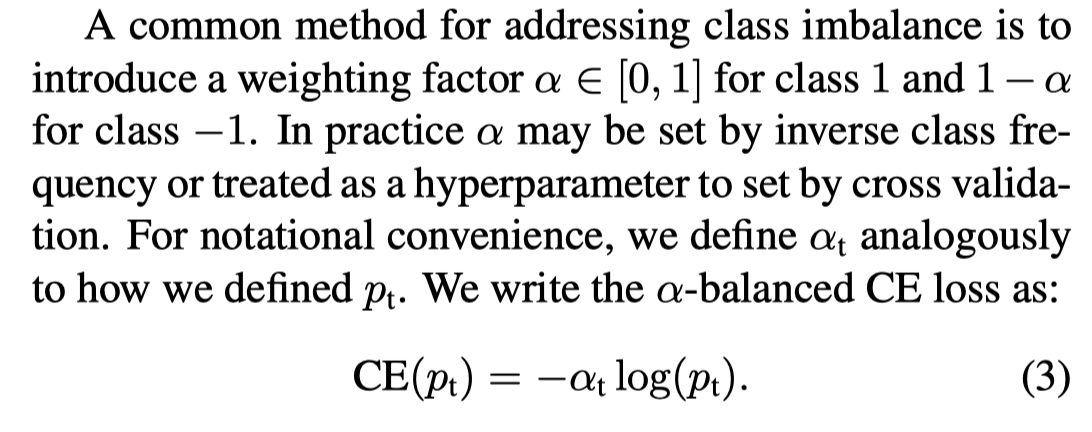 A common method for addressing class imbalance is to
introduce a weighting factor α ∈ [0, 1] for class 1 and 1 − α
for class −1. In practice α may be set by inverse class fre-
quency or treated as a hyperparameter to set by cross valida-
tion. For notational convenience, we define αₜ analogously
to how we defined pₜ. We write the α-balanced CE loss as:
CE(pₜ) = −αₜ log(pₜ). (3)